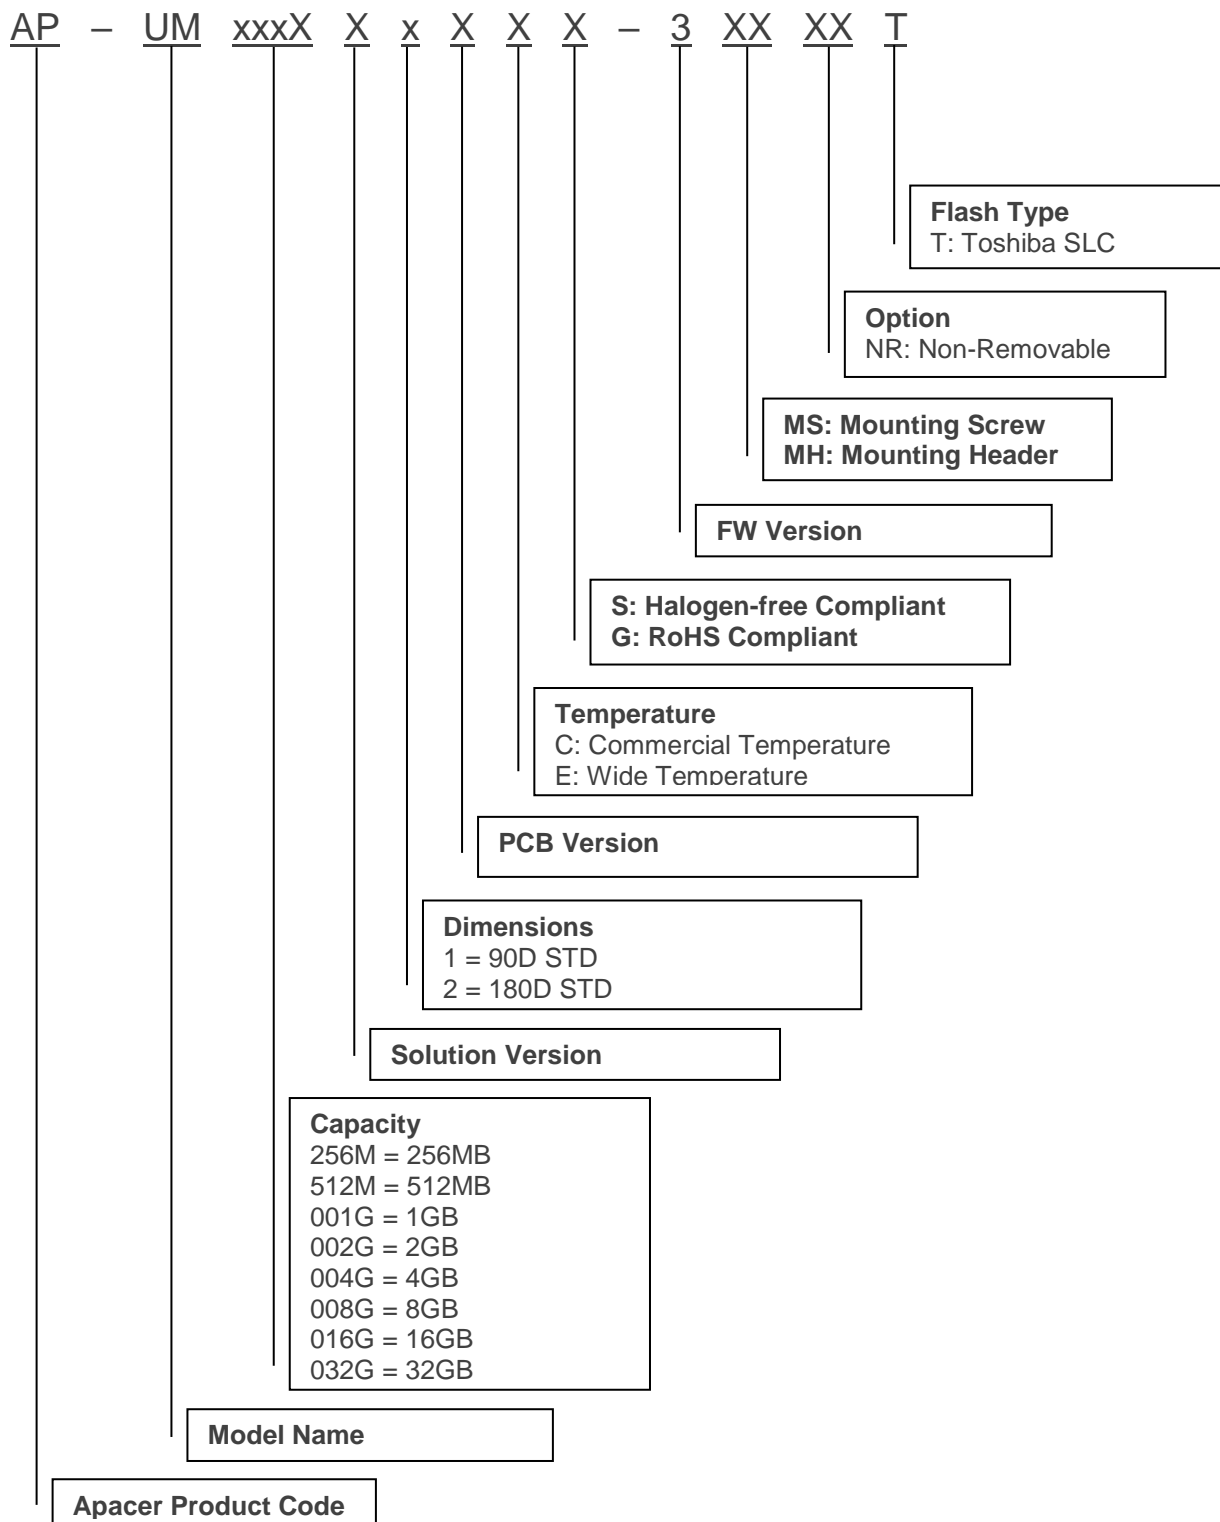 AP – UM xxxX X x X X X – 3 XX XX T
Flash Type
T: Toshiba SLC
Option
NR: Non-Removable
MS: Mounting Screw
MH: Mounting Header
FW Version
S: Halogen-free Compliant
G: RoHS Compliant
Temperature
C: Commercial Temperature
E: Wide Temperature
PCB Version
Dimensions
1 = 90D STD
2 = 180D STD
Solution Version
Capacity
256M = 256MB
512M = 512MB
001G = 1GB
002G = 2GB
004G = 4GB
008G = 8GB
016G = 16GB
032G = 32GB
Model Name
Apacer Product Code